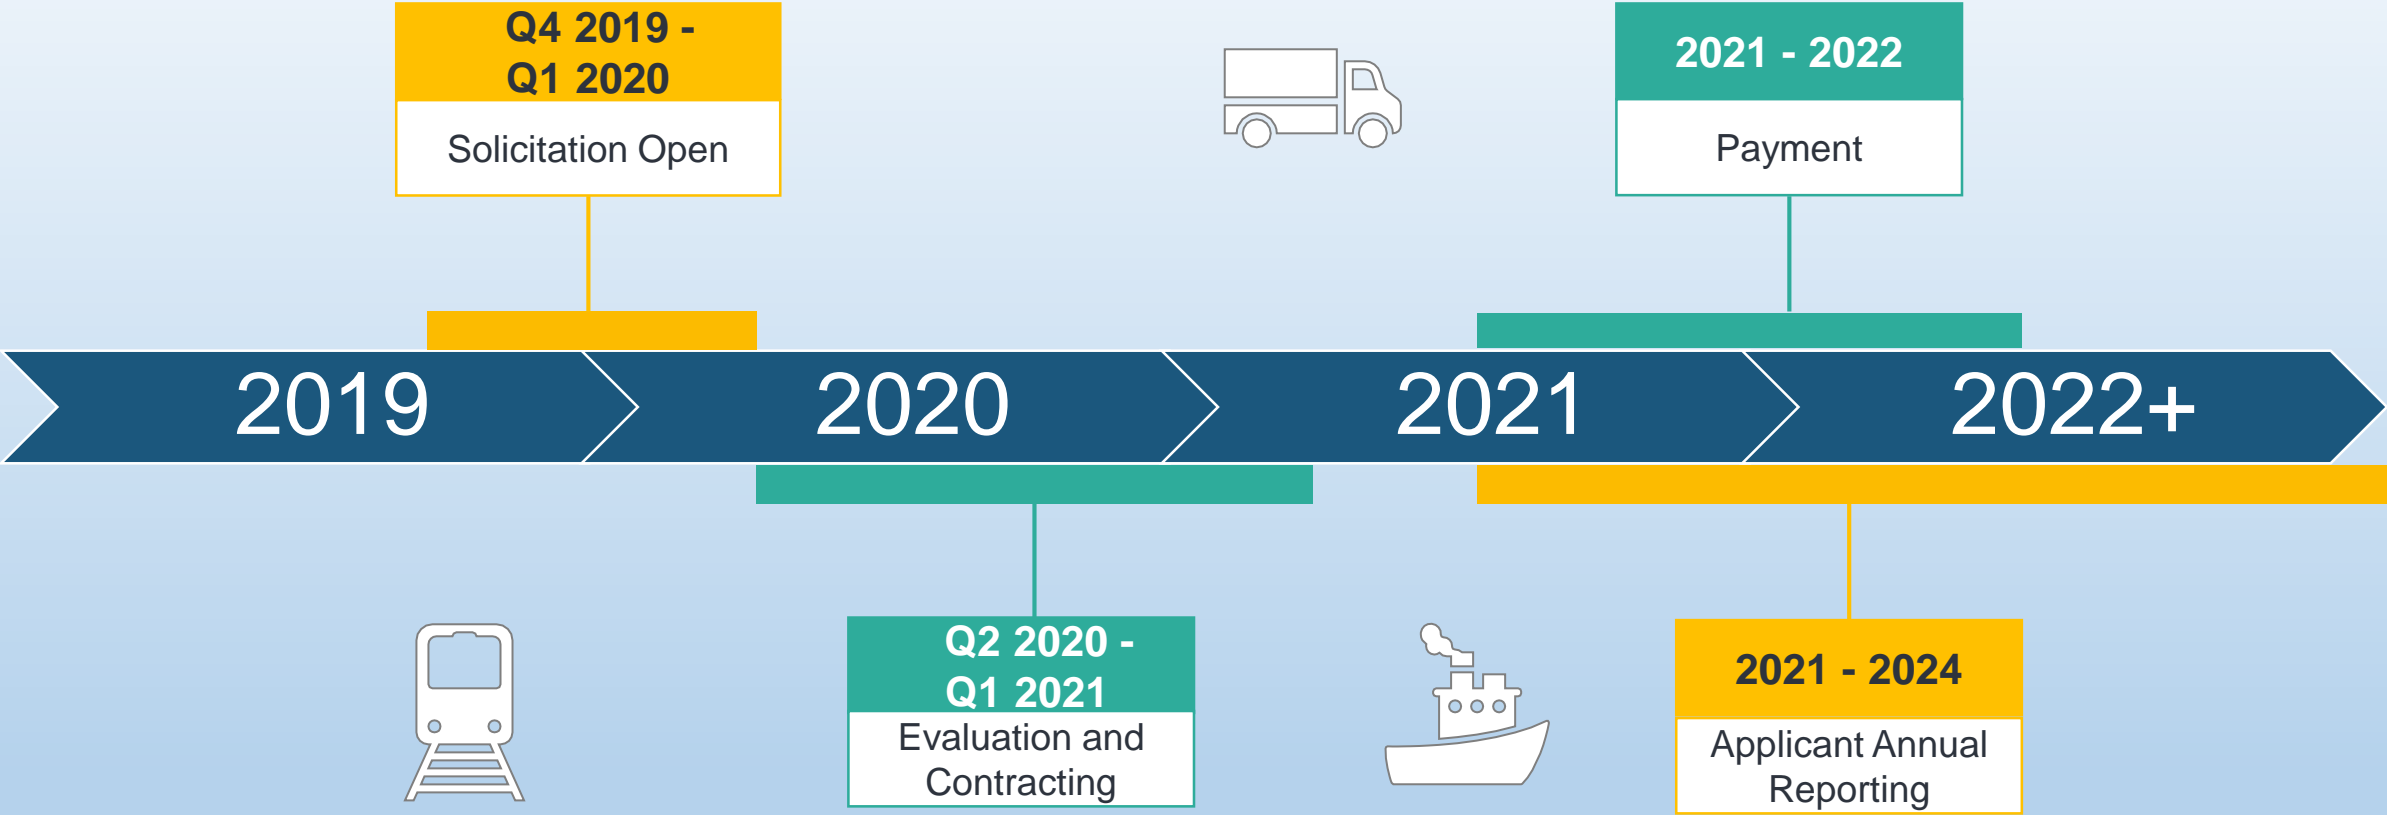 Q4 2019 -
Q1 2020
Solicitation Open
2021 - 2022
Payment
2019
2020
2021
2022+
Q2 2020 -
Q1 2021
Evaluation and
Contracting
2021 - 2024
Applicant Annual
Reporting